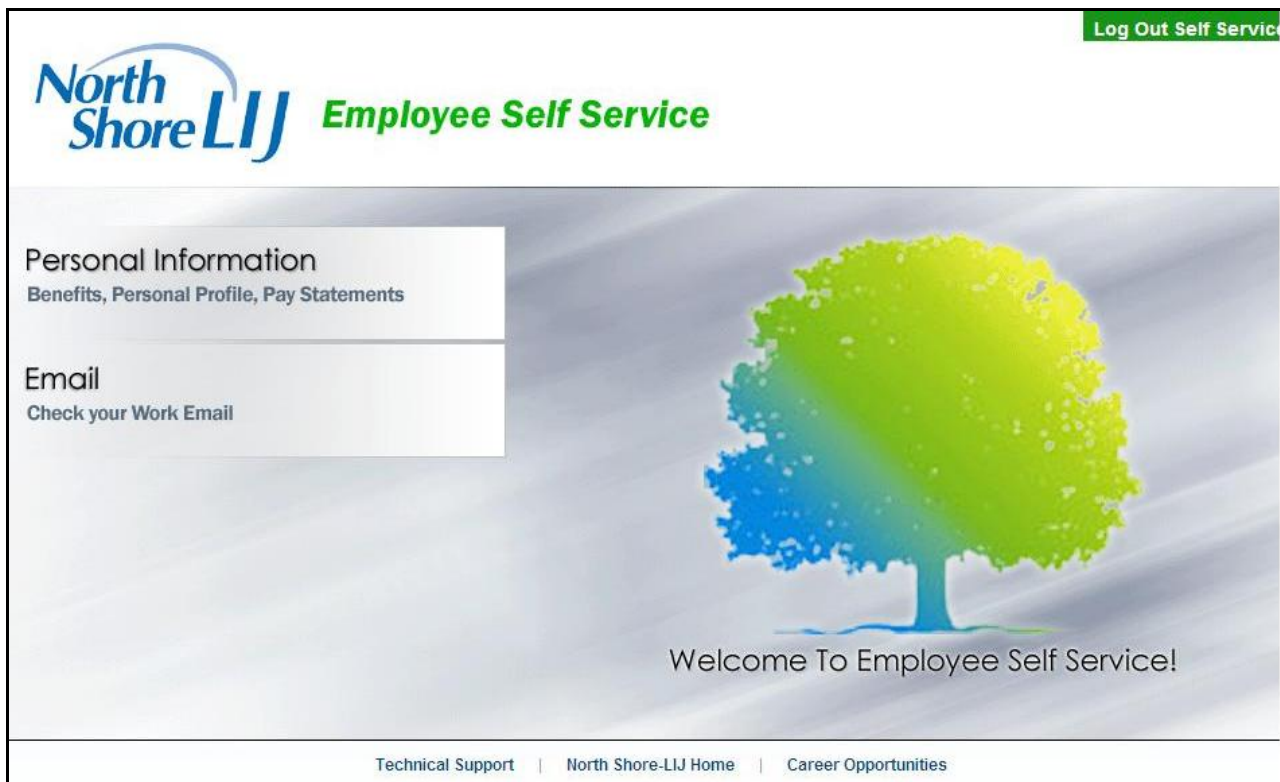 Log Out Self Service
North
Shore LIJ
Employee Self Service
Personal Information
Benefits, Personal Profile, Pay Statements
Email
Check your Work Email
Welcome To Employee Self Service!
Technical Support | North Shore-LIJ Home | Career Opportunities